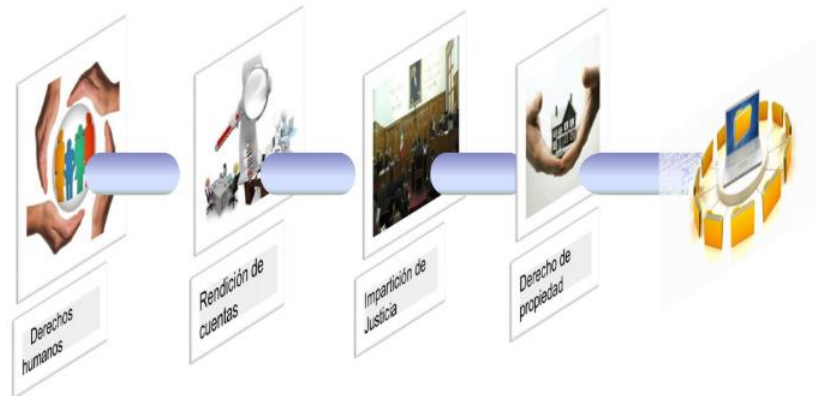 Derechos
humanos
Rendición de
cuentas
Impartición de
Justicia
Derecho de
propiedad